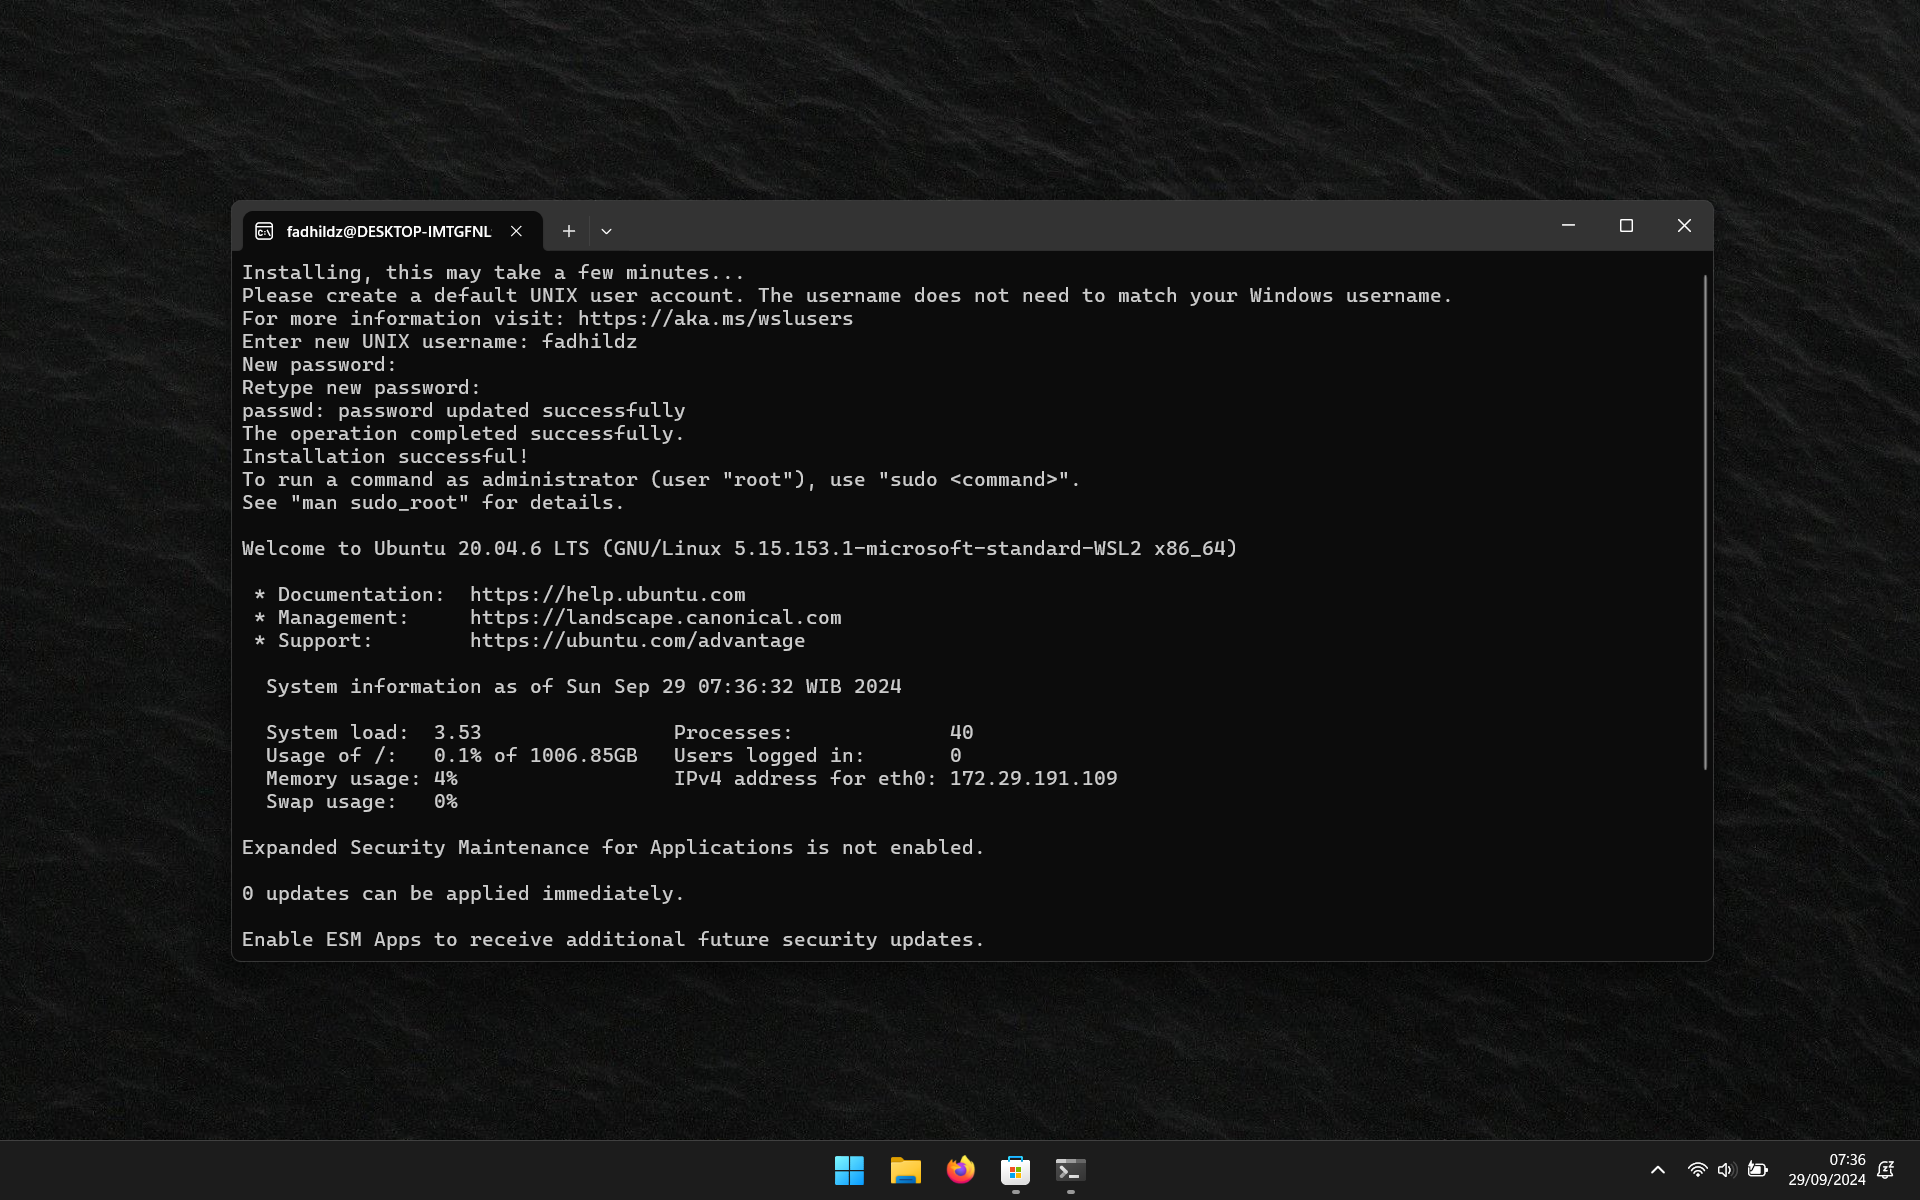 fadhildz@DESKTOP-IMTGFNL
Installing, this may take a few minutes...
Please create a default UNIX user account. The username does not need to match your Windows username.
For more information visit: https://aka.ms/wslusers
Enter new UNIX username: fadhildz
New password:
Retype new password:
passwd: password updated successfully
The operation completed successfully.
Installation successful!
To run a command as administrator (user "root"), use "sudo <command>".
See "man sudo_root" for details.
Welcome to Ubuntu 20.04.6 LTS (GNU/Linux 5.15.153.1-microsoft-standard-WSL2 x86_64)
* Documentation:  https://help.ubuntu.com
* Management:     https://landscape.canonical.com
* Support:        https://ubuntu.com/advantage
System information as of Sun Sep 29 07:36:32 WIB 2024
System load:  3.53                Processes:             40
Usage of /:   0.1% of 1006.85GB   Users logged in:       0
Memory usage: 4%                  IPv4 address for eth0: 172.29.191.109
Swap usage:   0%
Expanded Security Maintenance for Applications is not enabled.
0 updates can be applied immediately.
Enable ESM Apps to receive additional future security updates.
07:36
29/09/2024